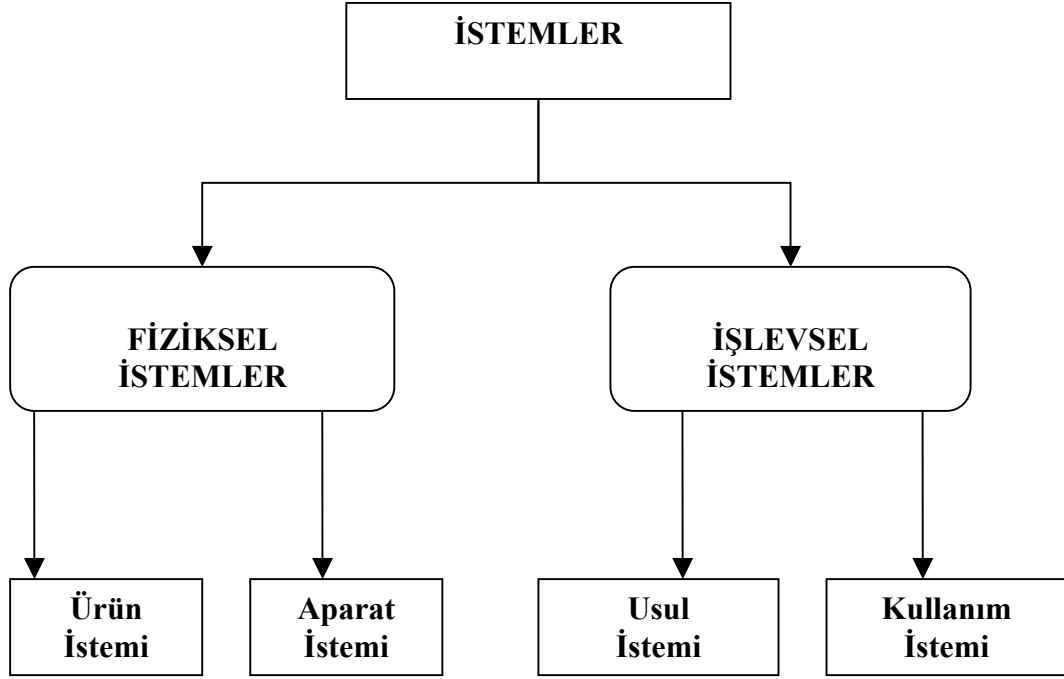 İSTEMLER
FİZİKSEL
İSTEMLER
İŞLEVSEL
İSTEMLER
Ürün
İstemi
Aparat
İstemi
Usul
İstemi
Kullanım
İstemi